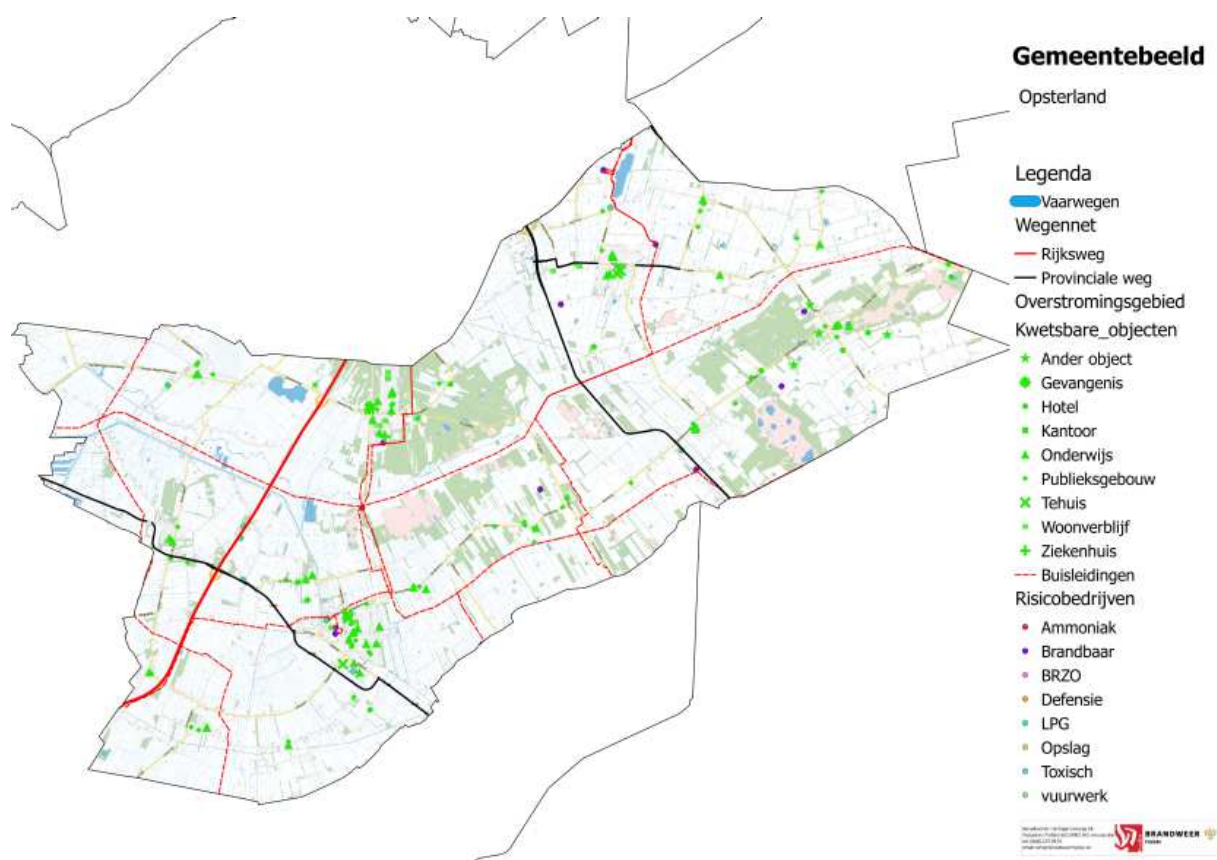 Gemeentebeeld
Opsterland
Legenda
Vaarwegen
Wegennet
Rijksweg
Provinciale weg
Overstromingsgebied
Kwetsbare_objecten
Ander object
Gevangenis
Hotel
Kantoor
Onderwijs
Publieksgebouw
Tehuis
Woonverblijf
Ziekenhuis
Buisleidingen
Risicobedrijven
Ammoniak
Brandbaar
BRZO
Defensie
LPG
Opslag
Toxisch
vuurwerk
BRANDWEER